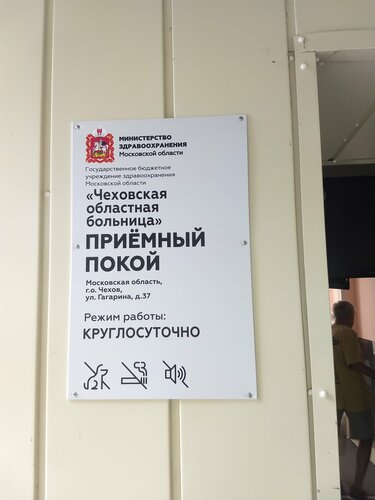 МИНИСТЕРСТВО
ЗДРАВООХРАНЕНИЯ
Московской области
Государственное бюджетное
учреждение здравоохранения
Московской области
«Чеховская
областная
больница»
ПРИЁМНЫЙ
ПОКОЙ
Московская область,
г.о. Чехов,
ул. Гагарина, д.37
Режим работы:
КРУГЛОСУТОЧНО